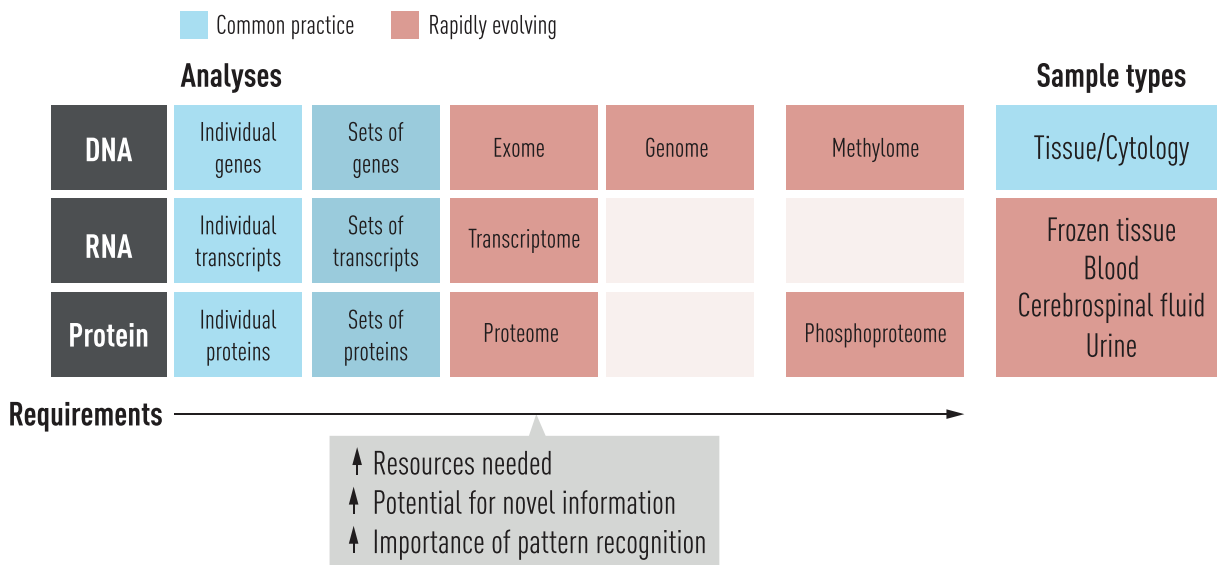 Common practice
Rapidly evolving
Analyses
Sample types
DNA
Individual
genes
Sets of
genes
Exome
Genome
Methylome
Tissue/Cytology
RNA
Individual
transcripts
Sets of
transcripts
Transcriptome
Frozen tissue
Blood
Cerebrospinal fluid
Urine
Protein
Individual
proteins
Sets of
proteins
Proteome
Phosphoproteome
Requirements
Resources needed
Potential for novel information
Importance of pattern recognition